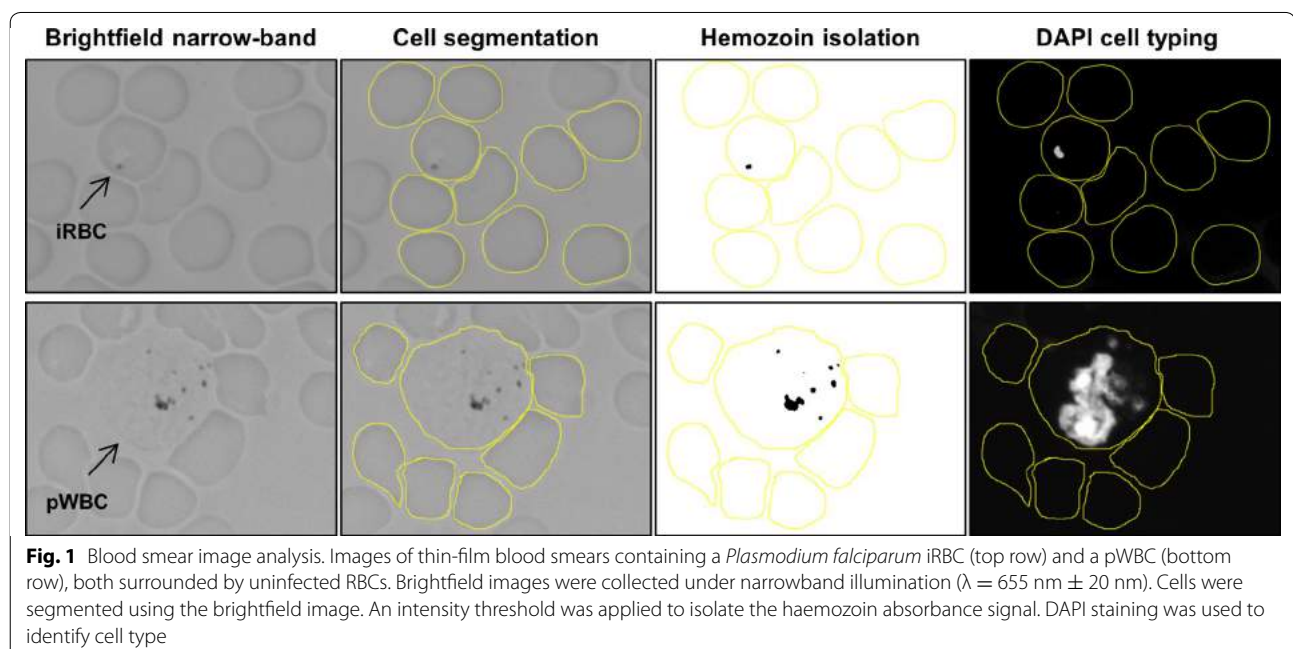 Brightfield narrow-band Cell segmentation Hemozoin isolation DAPI cell typing
iRBC
pWBC
Fig. 1 Blood smear image analysis. Images of thin-film blood smears containing a Plasmodium falciparum iRBC (top row) and a pWBC (bottom
row), both surrounded by uninfected RBCs. Brightfield images were collected under narrowband illumination (λ = 655 nm ± 20 nm). Cells were
segmented using the brightfield image. An intensity threshold was applied to isolate the haemozoin absorbance signal. DAPI staining was used to
identify cell type